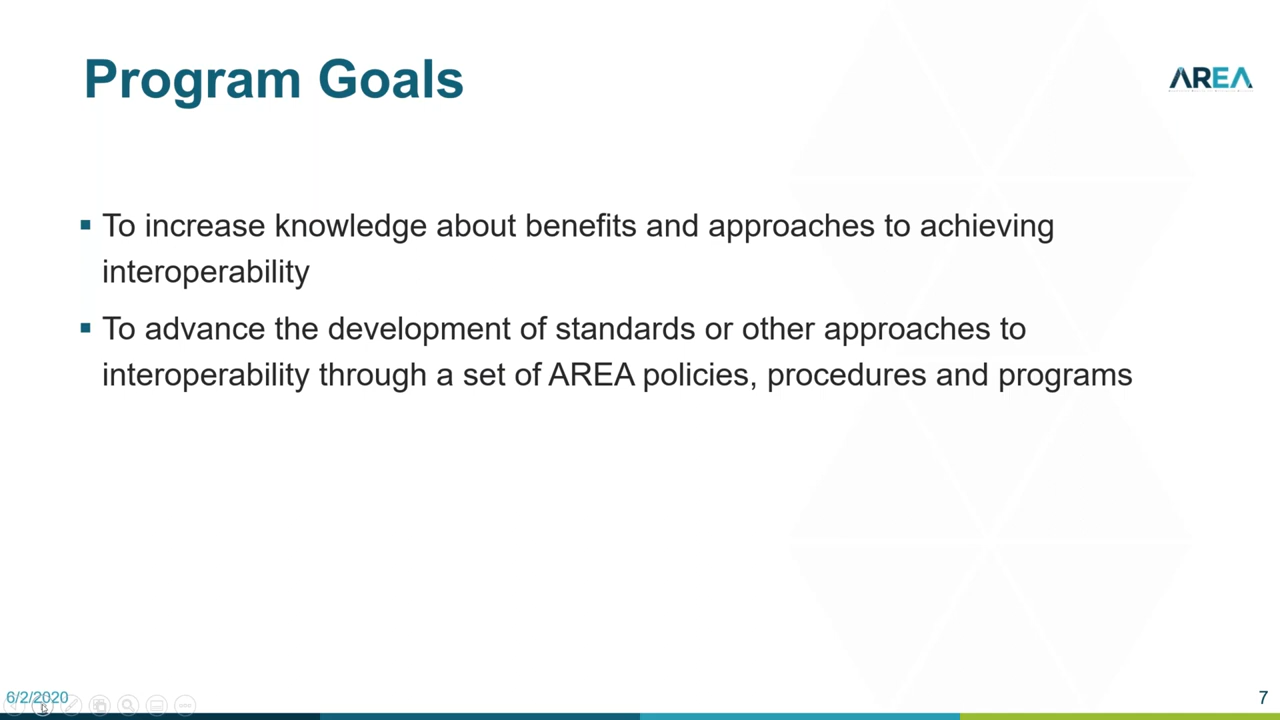 Program Goals
AREA
▪ To increase knowledge about benefits and approaches to achieving
interoperability
▪ To advance the development of standards or other approaches to
interoperability through a set of AREA policies, procedures and programs
6/2/2020
7